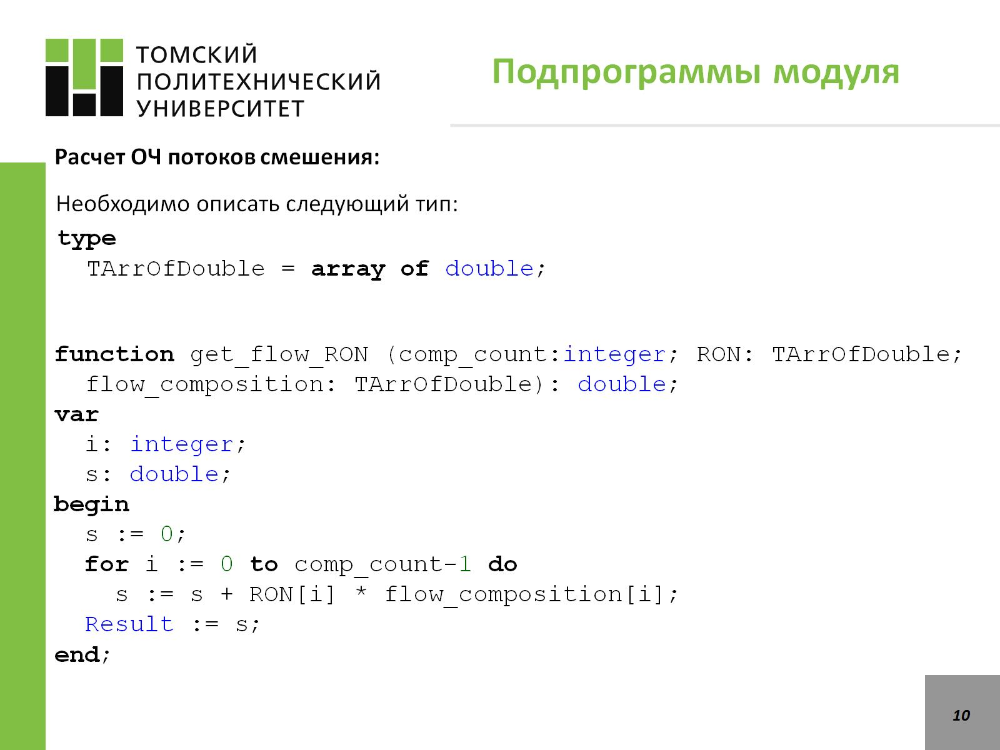 ТОМСКИЙ
ПОЛИТЕХНИЧЕСКИЙ
УНИВЕРСИТЕТ
Подпрограммы модуля
Расчет ОЧ потоков смешения:
Необходимо описать следующий тип:
type
  TArrOfDouble = array of double;
function get_flow_RON (comp_count:integer; RON: TArrOfDouble;
  flow_composition: TArrOfDouble): double;
var
  i: integer;
  s: double;
begin
  s := 0;
  for i := 0 to comp_count-1 do
    s := s + RON[i] * flow_composition[i];
  Result := s;
end;
10